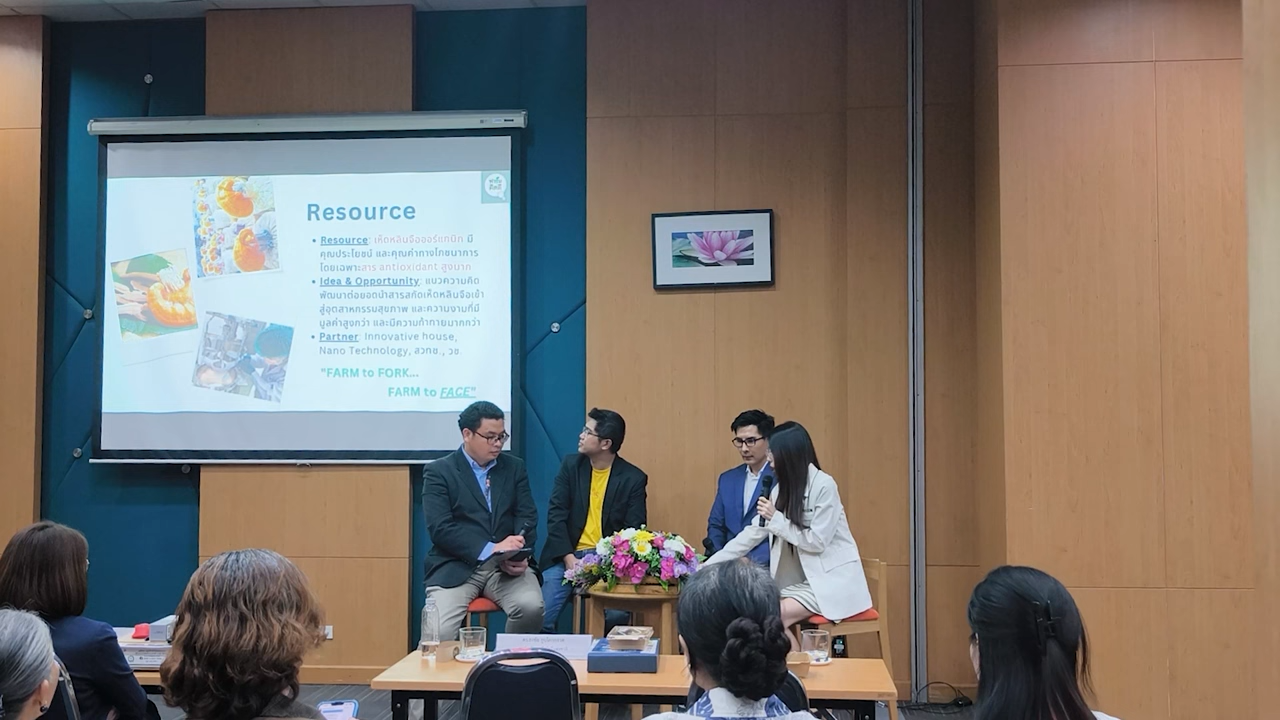 Resource
• Resource: เห็ดหลินจือออร์แกนิก มี
คุณประโยชน์ และคุณค่าทางโภชนาการ
โดยเฉพาะสาร antioxidant สูงมาก
• Idea & Opportunity: แนวความคิด
พัฒนาต่อยอดนำสารสกัดเห็ดหลินจือเข้า
สู่อุตสาหกรรมสุขภาพ และความงามที่มี
มูลค่าสูงกว่า และมีความท้าทายมากกว่า
• Partner: Innovative house,
Nano Technology, สวทช., วช.
"FARM to FORK...
FARM to FACE"